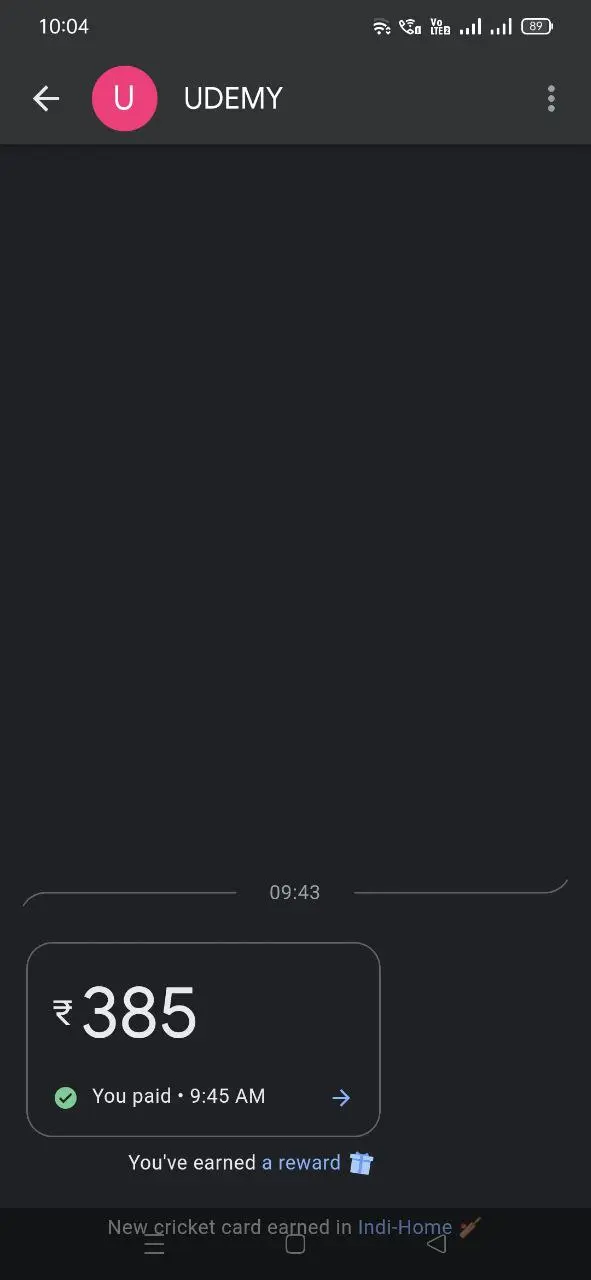 10:04
Vo LTE2 89
U UDEMY
09:43
₹385
You paid • 9:45 AM
You've earned a reward
New cricket card earned in Indi-Home